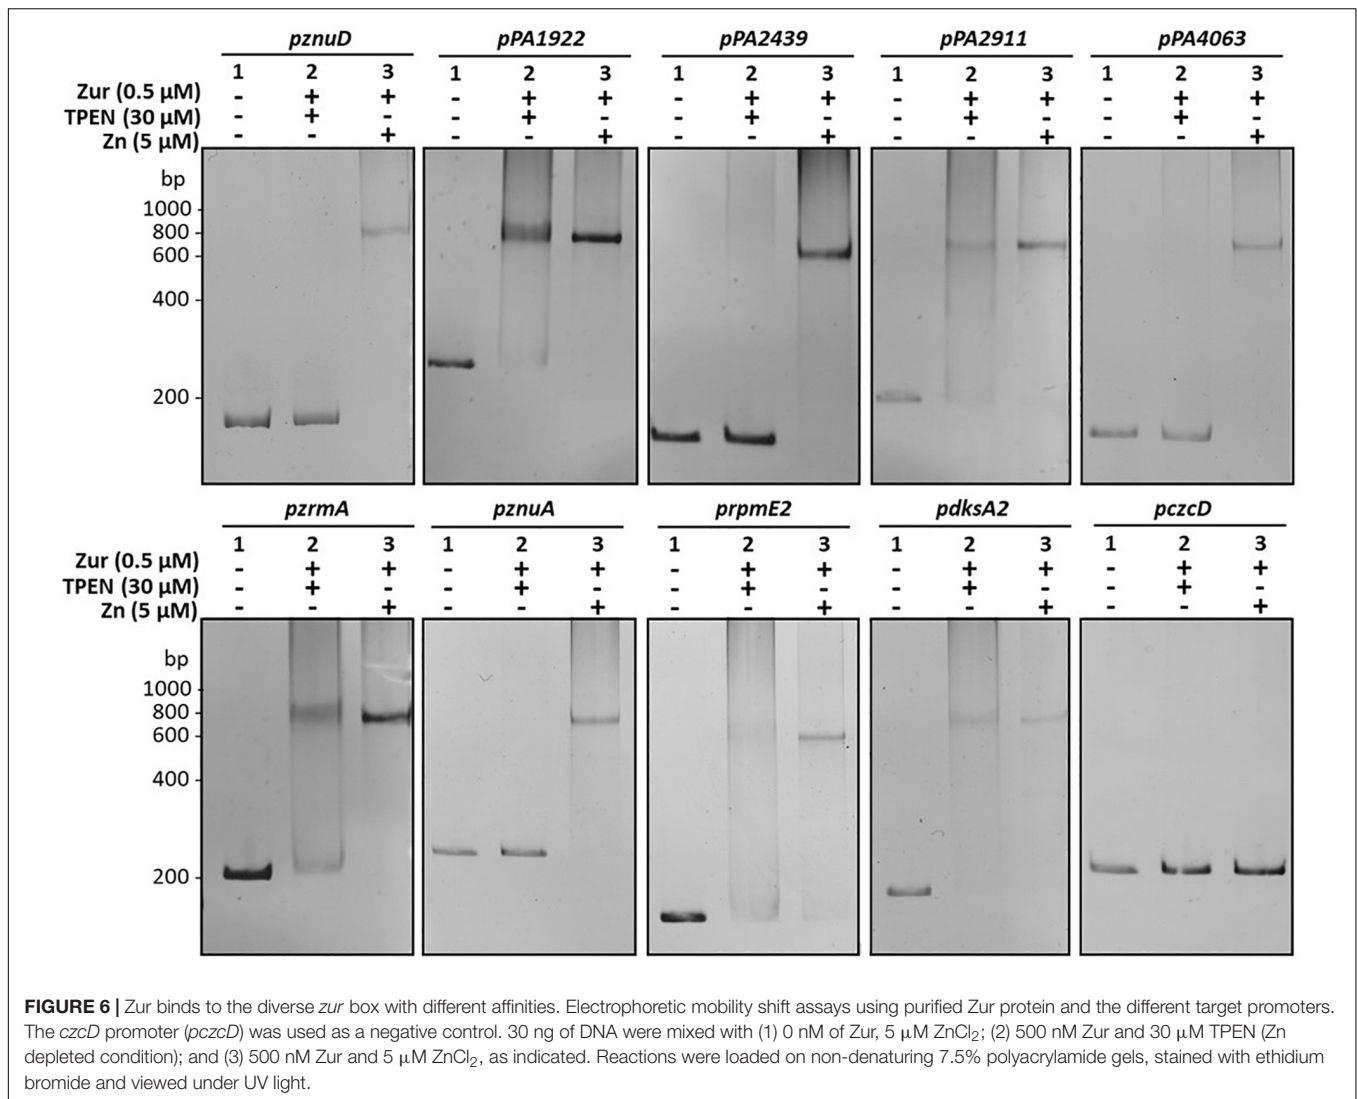 pznuD pPA1922 pPA2439 pPA2911 pPA4063
1 2 3 1 2 3 1 2 3 1 2 3 1 2 3
Zur (0.5 μM) - + + - + + - + + - + + - + +
TPEN (30 μM) - + - - + - - + - - + - - + -
Zn (5 μM) - - + - - + - - + - - + - - +
bp
1000
800
600
400
200
pzrmA pznuA prpmE2 pdksA2 pczcD
1 2 3 1 2 3 1 2 3 1 2 3 1 2 3
Zur (0.5 μM) - + + - + + - + + - + + - + +
TPEN (30 μM) - + - - + - - + - - + - - + -
Zn (5 μM) - - + - - + - - + - - + - - +
bp
1000
800
600
400
200
FIGURE 6 | Zur binds to the diverse zur box with different affinities. Electrophoretic mobility shift assays using purified Zur protein and the different target promoters.
The czcD promoter (pczcD) was used as a negative control. 30 ng of DNA were mixed with (1) 0 nM of Zur, 5 μM ZnCl₂; (2) 500 nM Zur and 30 μM TPEN (Zn
depleted condition); and (3) 500 nM Zur and 5 μM ZnCl₂, as indicated. Reactions were loaded on non-denaturing 7.5% polyacrylamide gels, stained with ethidium
bromide and viewed under UV light.